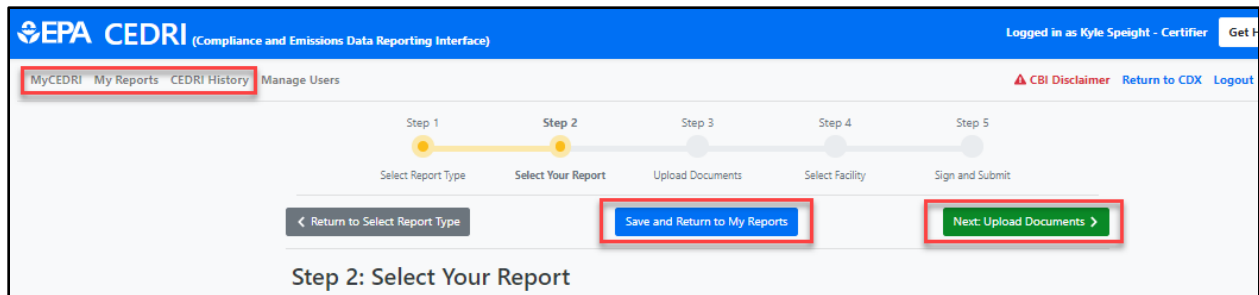 EPA CEDRI (Compliance and Emissions Data Reporting Interface) Logged in as Kyle Speight - Certifier Get
MyCEDRI My Reports CEDRI History Manage Users CBI Disclaimer Return to CDX Logout
Step 1 Step 2 Step 3 Step 4 Step 5
Select Report Type Select Your Report Upload Documents Select Facility Sign and Submit
Return to Select Report Type Save and Return to My Reports Next: Upload Documents
Step 2: Select Your Report